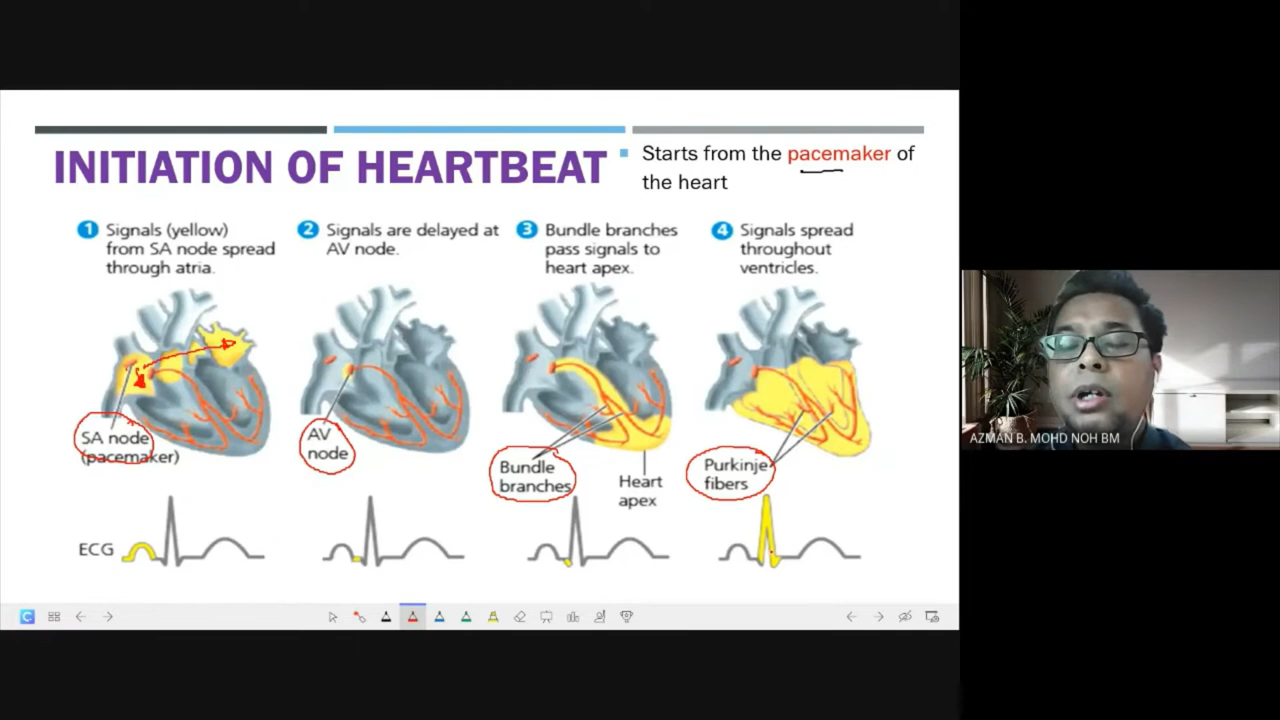 INITIATION OF HEARTBEAT
Starts from the pacemaker of
the heart
1 Signals (yellow)
from SA node spread
through atria.
2 Signals are delayed at
AV node.
3 Bundle branches
pass signals to
heart apex.
4 Signals spread
throughout
ventricles.
SA node
(pacemaker)
AV
node
Bundle
branches
Heart
apex
Purkinje
fibers
ECG
C
AZMAN B. MOHD NOH BM